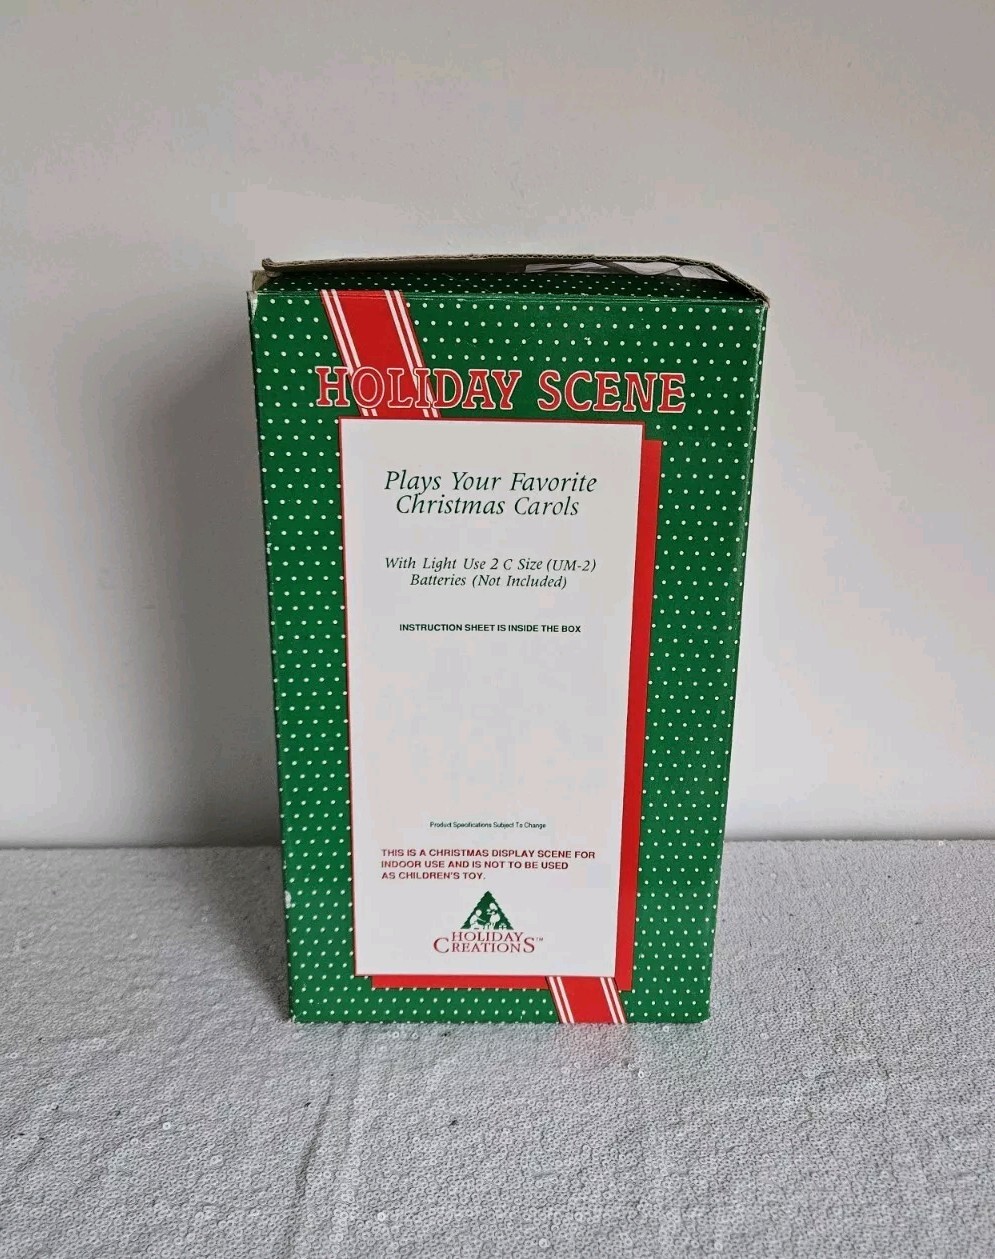 HOLIDAY SCENE
Plays Your Favorite
Christmas Carols
With Light Use 2 C Size (UM-2)
Batteries (Not Included)
INSTRUCTION SHEET IS INSIDE THE BOX
Product Specifications Subject To Change
THIS IS A CHRISTMAS DISPLAY SCENE FOR
INDOOR USE AND IS NOT TO BE USED
AS CHILDREN'S TOY.
HOLIDAY
CREATIONS™